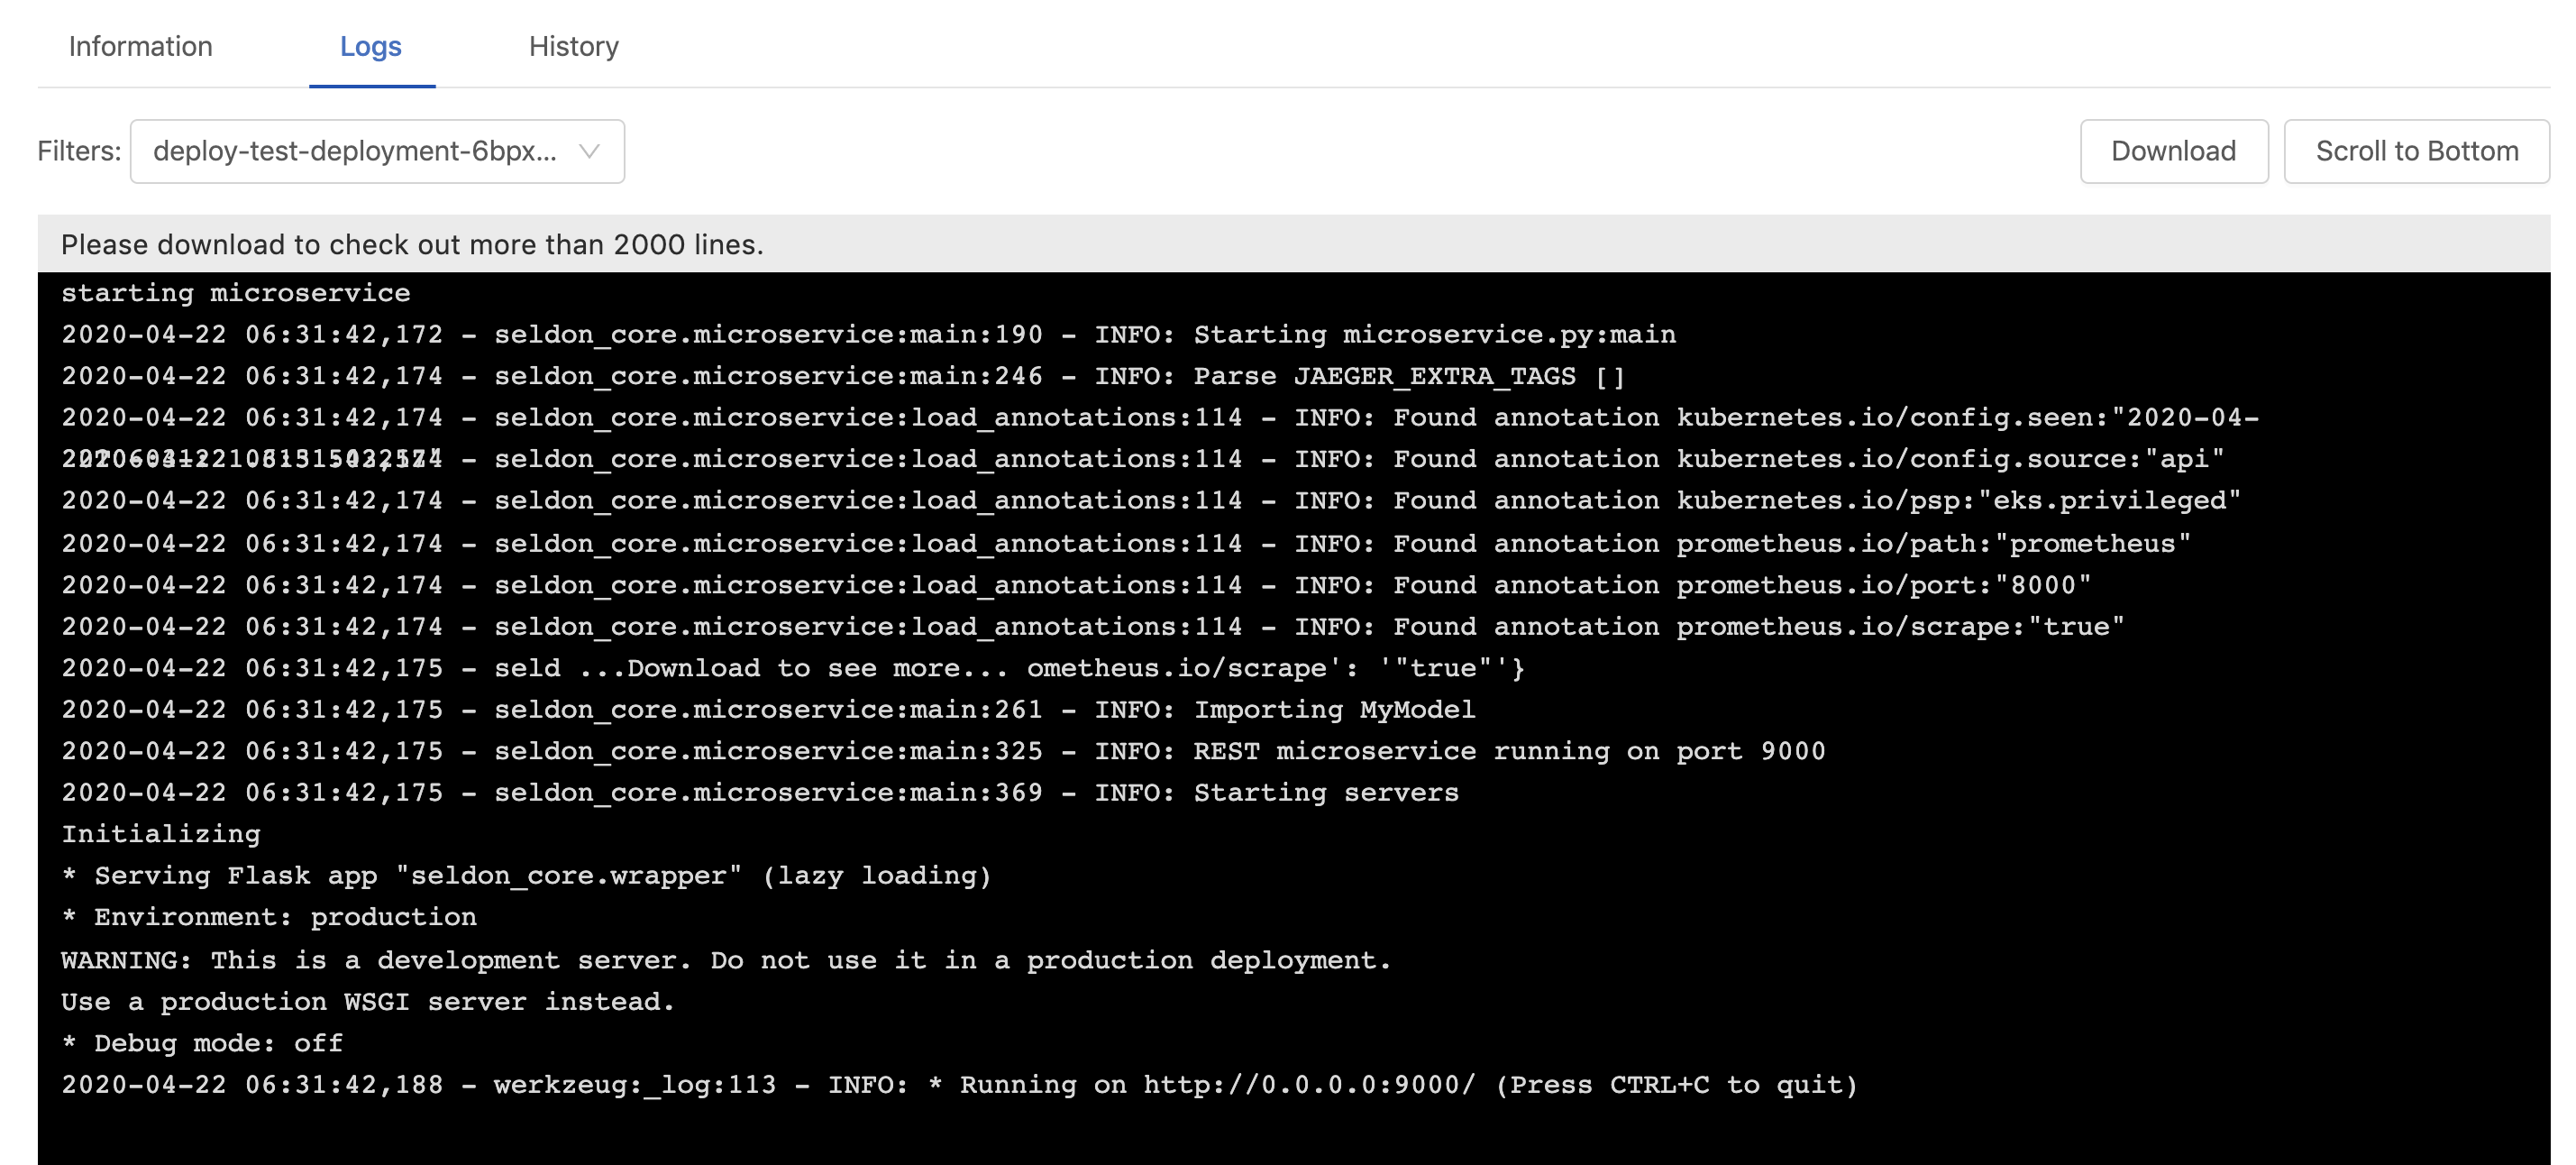 Information Logs History
Filters: deploy-test-deployment-6bpx... Download Scroll to Bottom
Please download to check out more than 2000 lines.
starting microservice
2020-04-22 06:31:42,172 - seldon_core.microservice:main:190 - INFO: Starting microservice.py:main
2020-04-22 06:31:42,174 - seldon_core.microservice:main:246 - INFO: Parse JAEGER_EXTRA_TAGS []
2020-04-22 06:31:42,174 - seldon_core.microservice:load_annotations:114 - INFO: Found annotation kubernetes.io/config.seen:"2020-04-
- seldon_core.microservice:load_annotations:114 - INFO: Found annotation kubernetes.io/config.source:"api"
2020-04-22 06:31:42,174 - seldon_core.microservice:load_annotations:114 - INFO: Found annotation kubernetes.io/psp:"eks.privileged"
2020-04-22 06:31:42,174 - seldon_core.microservice:load_annotations:114 - INFO: Found annotation prometheus.io/path:"prometheus"
2020-04-22 06:31:42,174 - seldon_core.microservice:load_annotations:114 - INFO: Found annotation prometheus.io/port:"8000"
2020-04-22 06:31:42,174 - seldon_core.microservice:load_annotations:114 - INFO: Found annotation prometheus.io/scrape:"true"
2020-04-22 06:31:42,175 - seld ...Download to see more... ometheus.io/scrape': '"true"'}
2020-04-22 06:31:42,175 - seldon_core.microservice:main:261 - INFO: Importing MyModel
2020-04-22 06:31:42,175 - seldon_core.microservice:main:325 - INFO: REST microservice running on port 9000
2020-04-22 06:31:42,175 - seldon_core.microservice:main:369 - INFO: Starting servers
Initializing
* Serving Flask app "seldon_core.wrapper" (lazy loading)
* Environment: production
WARNING: This is a development server. Do not use it in a production deployment.
Use a production WSGI server instead.
* Debug mode: off
2020-04-22 06:31:42,188 - werkzeug:_log:113 - INFO: * Running on http://0.0.0.0:9000/ (Press CTRL+C to quit)